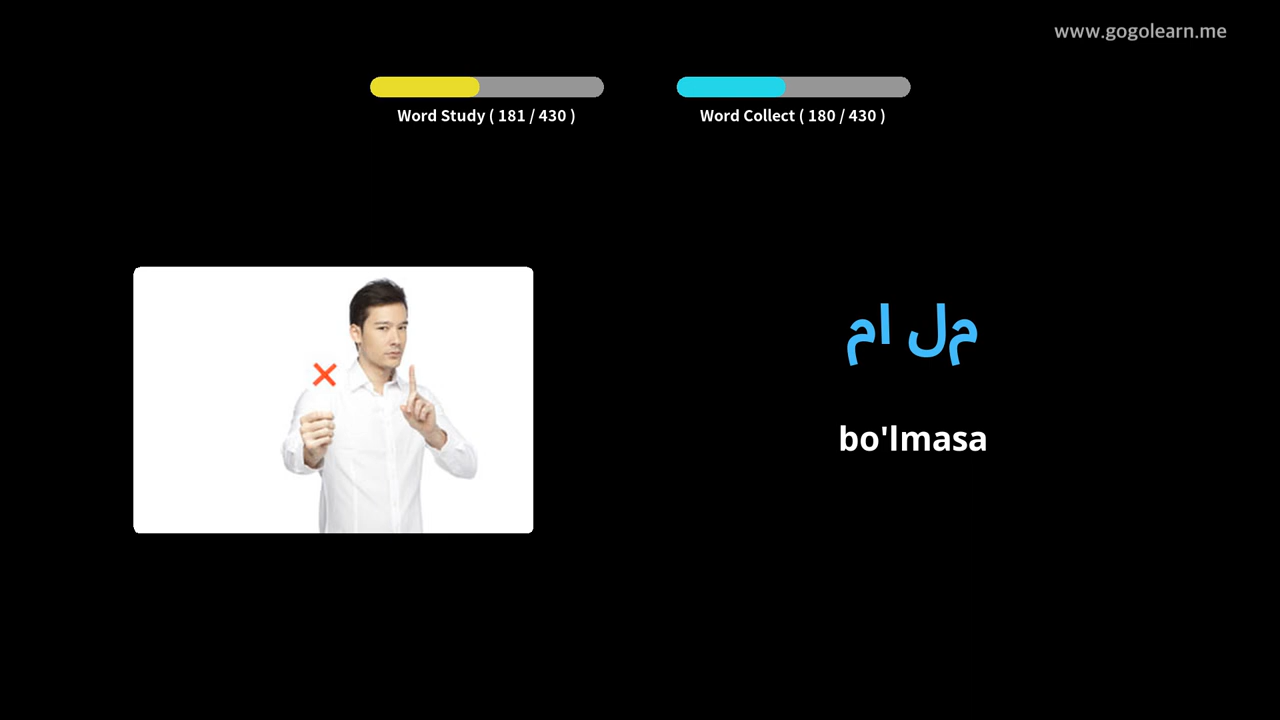 www.gogolearn.me
Word Study ( 181 / 430 )
Word Collect ( 180 / 430 )
ما لم
bo'lmasa